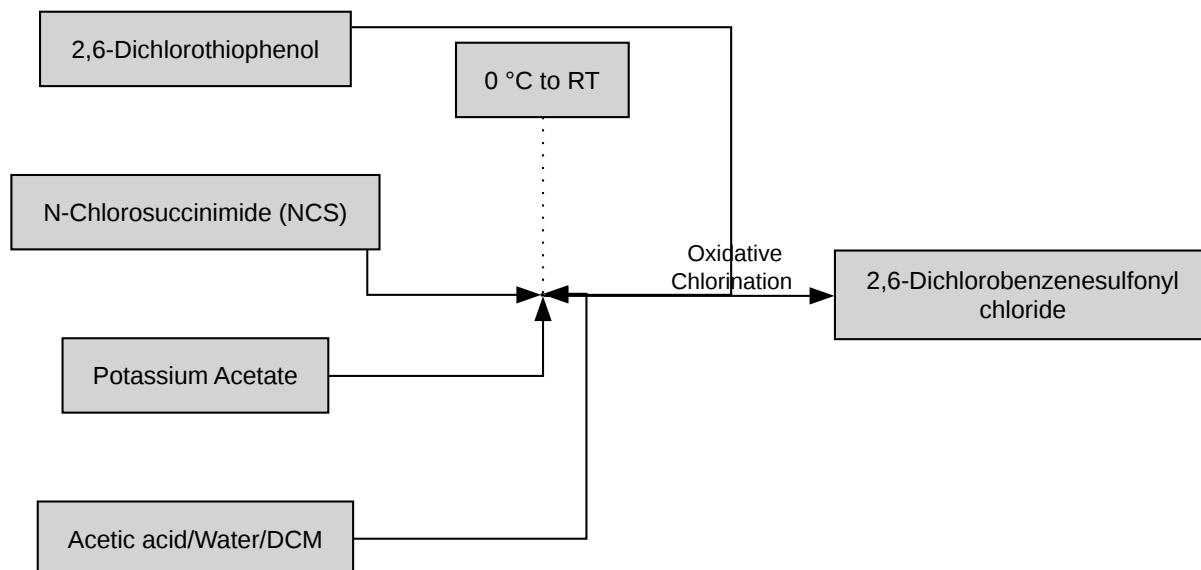 2,6-Dichlorothiophenol
0 °C to RT
N-Chlorosuccinimide (NCS)
Oxidative
Chlorination
2,6-Dichlorobenzenesulfonyl
chloride
Potassium Acetate
Acetic acid/Water/DCM